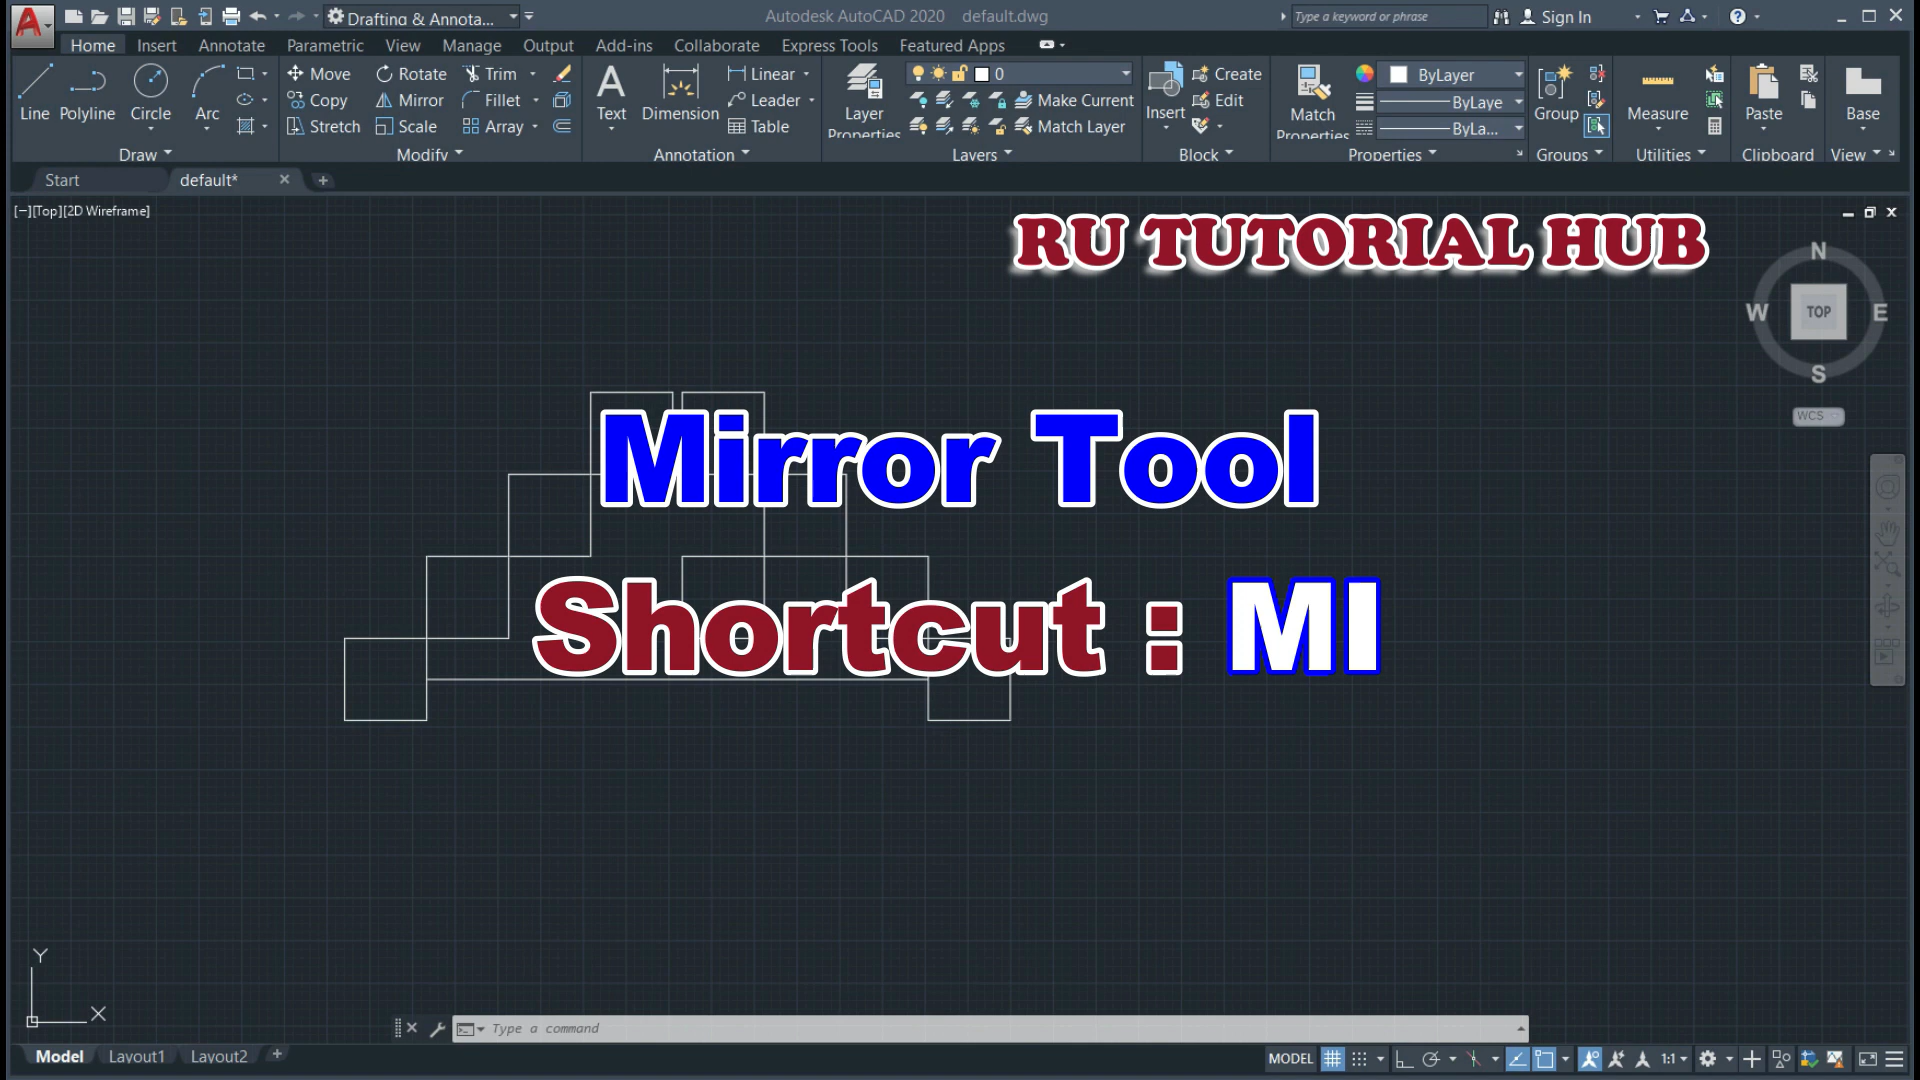 Drafting & Annota...
Autodesk AutoCAD 2020 default.dwg
Type a keyword or phrase
Sign In
Home Insert Annotate Parametric View Manage Output Add-ins Collaborate Express Tools Featured Apps
Line Polyline Circle Arc
Move Rotate Trim
Copy Mirror Fillet
Stretch Scale Array
Text Dimension
Linear
Leader
Table
Layer
Properties
0
Make Current
Match Layer
Insert
Create
Edit
Match
Properties
ByLayer
ByLaye
ByLa...
Group
Measure
Paste
Base
Draw Modify Annotation Layers Block Properties Groups Utilities Clipboard View
Start default*
[−][Top][2D Wireframe]
RU TUTORIAL HUB
N
W TOP E
S
WCS
Mirror Tool
Shortcut : MI
Y
X
Type a command
Model Layout1 Layout2
MODEL
1:1